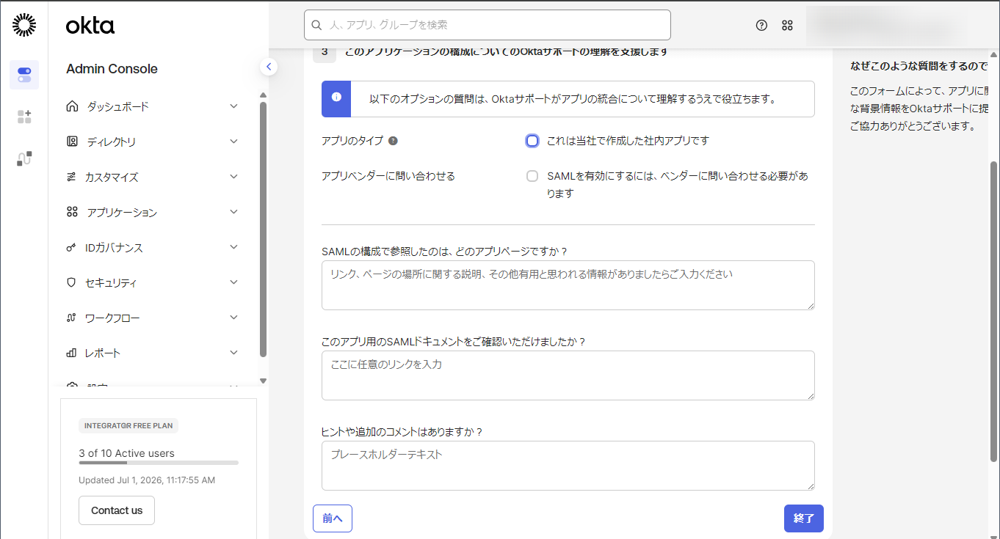 okta
Admin Console
人、アプリ、グループを検索
ダッシュボード
ディレクトリ
カスタマイズ
アプリケーション
IDガバナンス
セキュリティ
ワークフロー
レポート
INTEGRATOR FREE PLAN
3 of 10 Active users
Updated Jul 1, 2026, 11:17:55 AM
Contact us
3 このアプリケーションの構成についてのOktaサポートの理解を支援します
以下のオプションの質問は、Oktaサポートがアプリの統合について理解するうえで役立ちます。
アプリのタイプ ? これは当社で作成した社内アプリです
アプリベンダーに問い合わせる SAMLを有効にするには、ベンダーに問い合わせる必要があ
ります
SAMLの構成で参照したのは、どのアプリページですか？
リンク、ページの場所に関する説明、その他有用と思われる情報がありましたらご入力ください
このアプリ用のSAMLドキュメントをご確認いただけましたか？
ここに任意のリンクを入力
ヒントや追加のコメントはありますか？
プレースホルダーテキスト
前へ
終了
なぜこのような質問をするので
このフォームによって、アプリに関
な背景情報をOktaサポートに提
ご協力ありがとうございます。